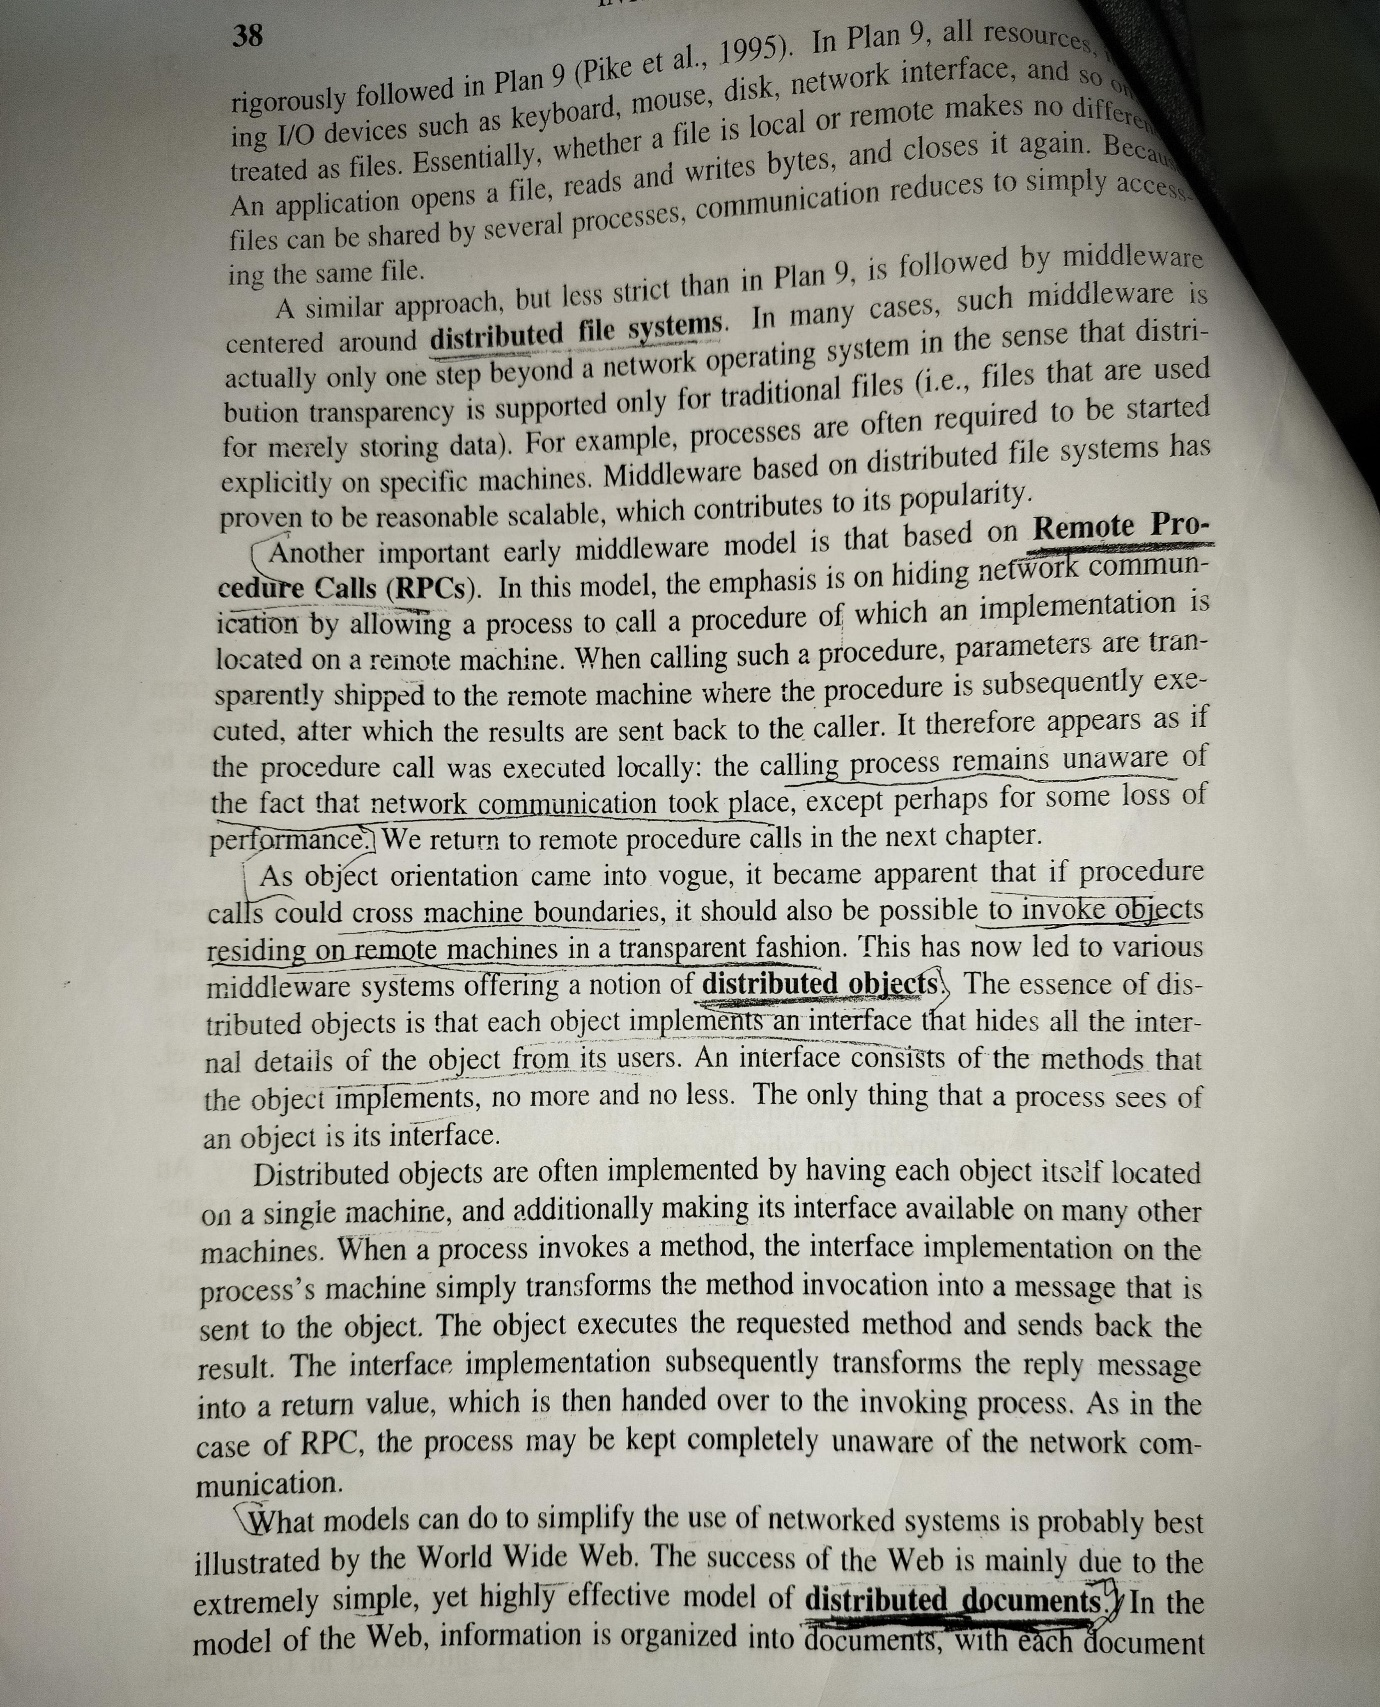 38
rigorously followed in Plan 9 (Pike et al., 1995). In Plan 9, all resources,
ing I/O devices such as keyboard, mouse, disk, network interface, and so on
treated as files. Essentially, whether a file is local or remote makes no
An application opens a file, reads and writes bytes, and closes it again.
files can be shared by several processes, communication reduces to simply access-
ing the same file.
A similar approach, but less strict than in Plan 9, is followed by middleware
centered around distributed file systems. In many cases, such middleware is
actually only one step beyond a network operating system in the sense that distri-
bution transparency is supported only for traditional files (i.e., files that are used
for merely storing data). For example, processes are often required to be started
explicitly on specific machines. Middleware based on distributed file systems has
proven to be reasonable scalable, which contributes to its popularity.
Another important early middleware model is that based on Remote Pro-
cedure Calls (RPCs). In this model, the emphasis is on hiding network commun-
ication by allowing a process to call a procedure of which an implementation is
located on a remote machine. When calling such a procedure, parameters are tran-
sparently shipped to the remote machine where the procedure is subsequently exe-
cuted, after which the results are sent back to the caller. It therefore appears as if
the procedure call was executed locally: the calling process remains unaware of
the fact that network communication took place, except perhaps for some loss of
performance. We return to remote procedure calls in the next chapter.
As object orientation came into vogue, it became apparent that if procedure
calls could cross machine boundaries, it should also be possible to invoke objects
residing on remote machines in a transparent fashion. This has now led to various
middleware systems offering a notion of distributed objects. The essence of dis-
tributed objects is that each object implements an interface that hides all the inter-
nal details of the object from its users. An interface consists of the methods that
the object implements, no more and no less. The only thing that a process sees of
an object is its interface.
Distributed objects are often implemented by having each object itself located
on a single machine, and additionally making its interface available on many other
machines. When a process invokes a method, the interface implementation on the
process's machine simply transforms the method invocation into a message that is
sent to the object. The object executes the requested method and sends back the
result. The interface implementation subsequently transforms the reply message
into a return value, which is then handed over to the invoking process. As in the
case of RPC, the process may be kept completely unaware of the network com-
munication.
What models can do to simplify the use of networked systems is probably best
illustrated by the World Wide Web. The success of the Web is mainly due to the
extremely simple, yet highly effective model of distributed documents. In the
model of the Web, information is organized into documents, with each document